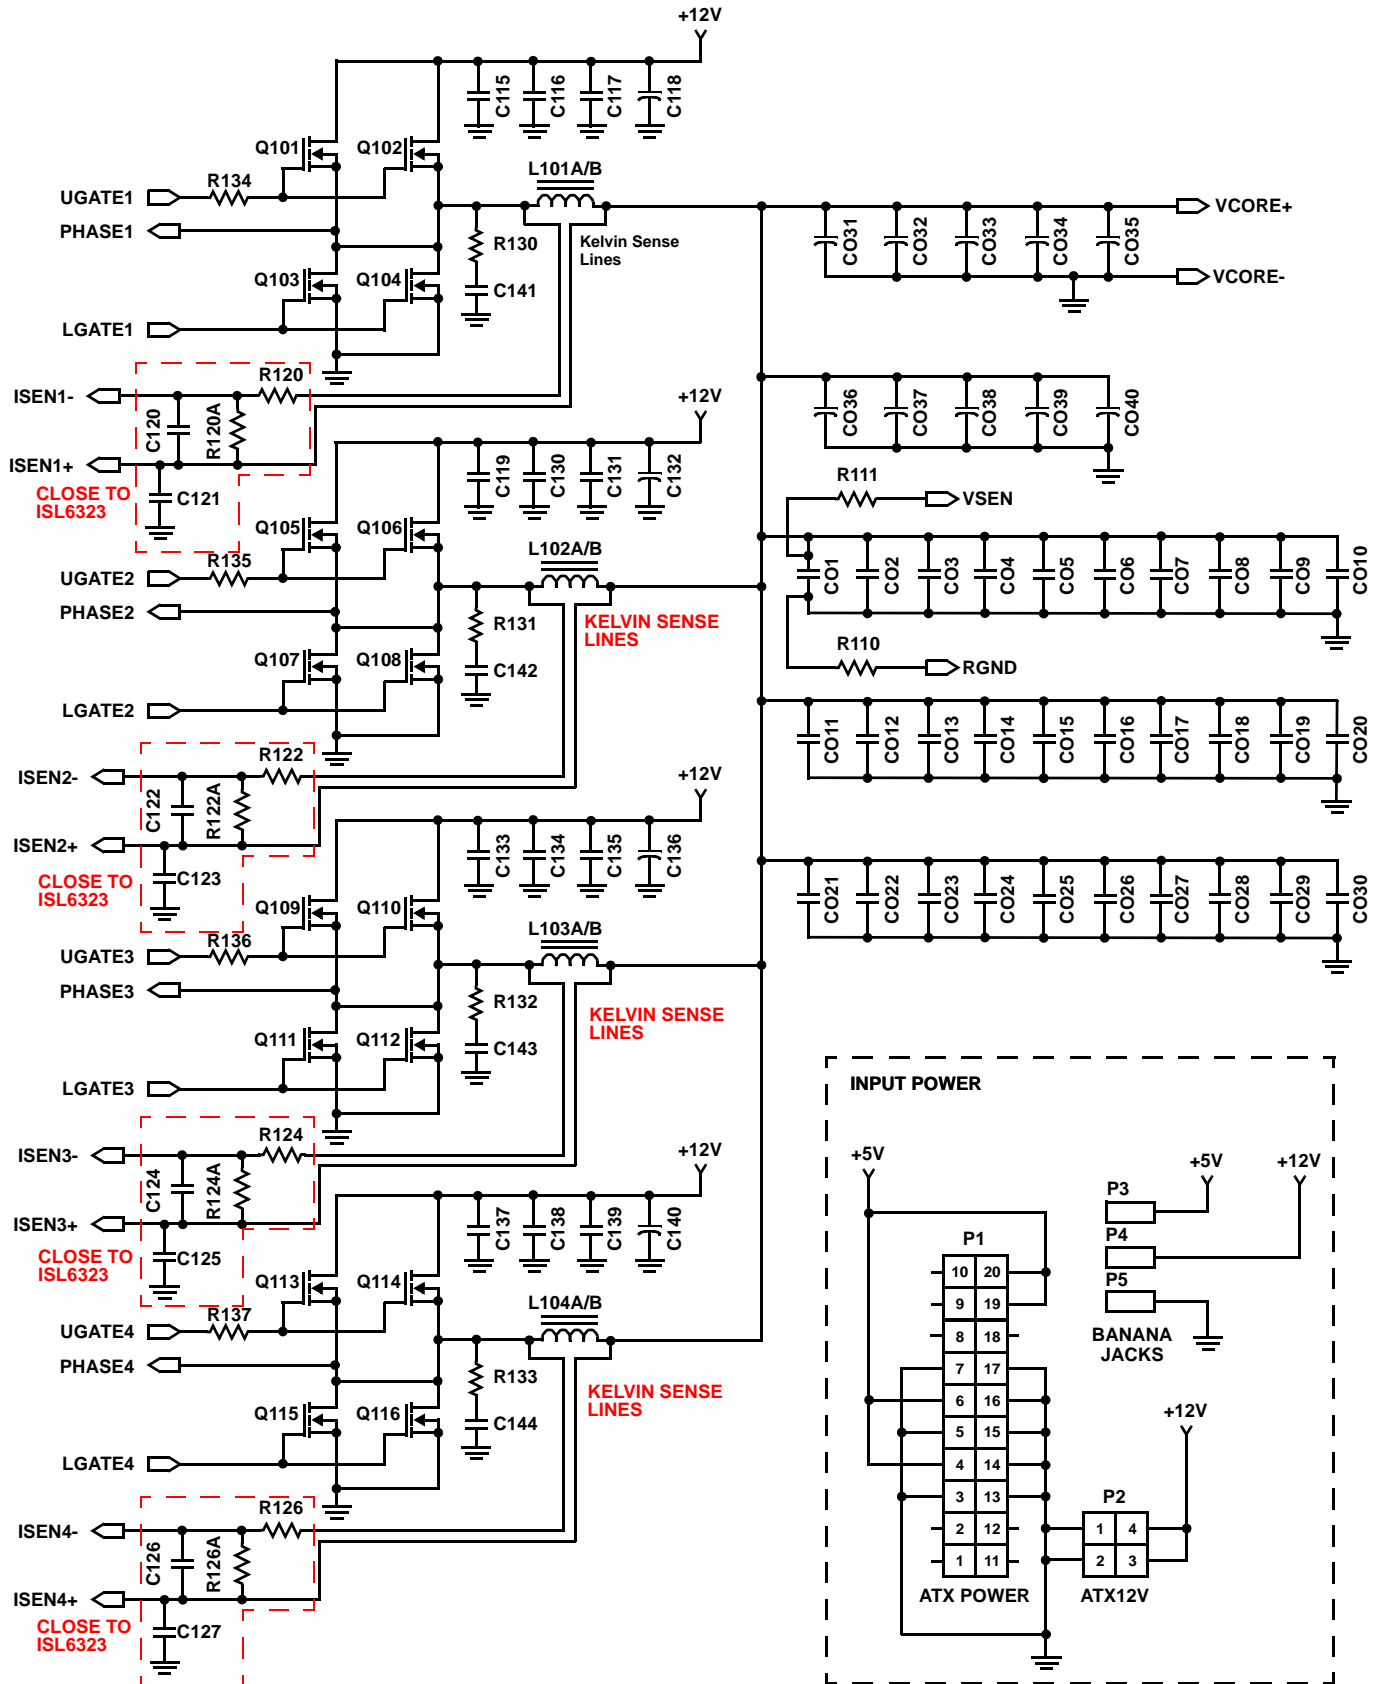 +12V
C115
C116
C117
C118
Q101
Q102
L101A/B
R134
UGATE1
VCORE+
PHASE1
R130
Kelvin Sense
Lines
CO31
CO32
CO33
CO34
CO35
Q103
Q104
C141
VCORE-
LGATE1
R120
ISEN1-
C120
R120A
+12V
CO36
CO37
CO38
CO39
CO40
ISEN1+
CLOSE TO
ISL6323
C121
C119
C130
C131
C132
R111
VSEN
Q105
Q106
L102A/B
R135
UGATE2
CO1
CO2
CO3
CO4
CO5
CO6
CO7
CO8
CO9
CO10
PHASE2
R131
KELVIN SENSE
LINES
R110
RGND
Q107
Q108
C142
LGATE2
R122
ISEN2-
C122
R122A
+12V
CO11
CO12
CO13
CO14
CO15
CO16
CO17
CO18
CO19
CO20
ISEN2+
CLOSE TO
ISL6323
C123
C133
C134
C135
C136
CO21
CO22
CO23
CO24
CO25
CO26
CO27
CO28
CO29
CO30
Q109
Q110
L103A/B
R136
UGATE3
PHASE3
R132
KELVIN SENSE
LINES
Q111
Q112
C143
LGATE3
R124
ISEN3-
C124
R124A
+12V
ISEN3+
CLOSE TO
ISL6323
C125
C137
C138
C139
C140
Q113
Q114
L104A/B
R137
UGATE4
PHASE4
R133
KELVIN SENSE
LINES
Q115
Q116
C144
LGATE4
R126
ISEN4-
C126
R126A
ISEN4+
CLOSE TO
ISL6323
C127
INPUT POWER
+5V
+5V
+12V
P3
P4
P5
BANANA
JACKS
P1
10 20
9 19
8 18
7 17
6 16
5 15
4 14
3 13
2 12
1 11
ATX POWER
+12V
P2
1 4
2 3
ATX12V